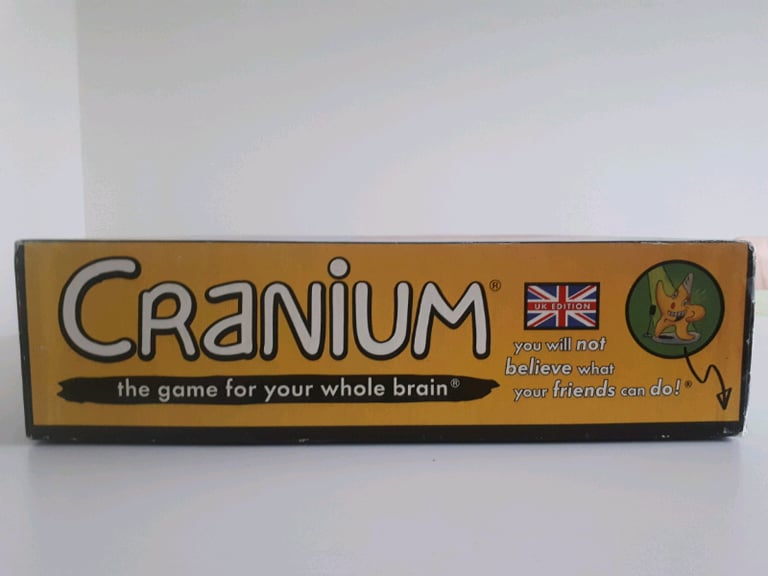 CRANiUM®
the game for your whole brain®
UK EDITION
you will not
believe what
your friends can do!®